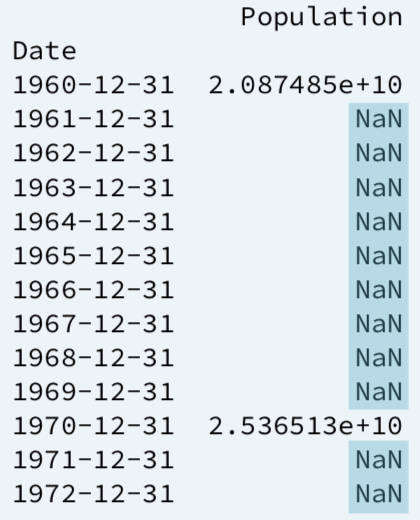 Population
Date
1960-12-31 2.087485e+10
1961-12-31 NaN
1962-12-31 NaN
1963-12-31 NaN
1964-12-31 NaN
1965-12-31 NaN
1966-12-31 NaN
1967-12-31 NaN
1968-12-31 NaN
1969-12-31 NaN
1970-12-31 2.536513e+10
1971-12-31 NaN
1972-12-31 NaN